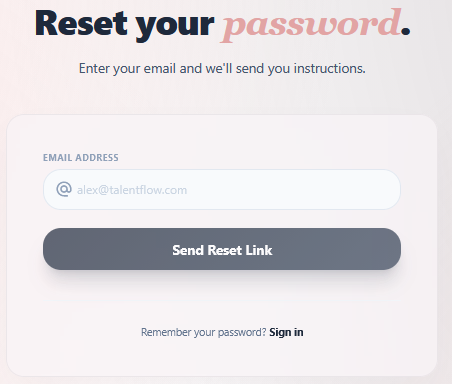 Reset your password.
Enter your email and we'll send you instructions.
EMAIL ADDRESS
@ alex@talentflow.com
Send Reset Link
Remember your password? Sign in